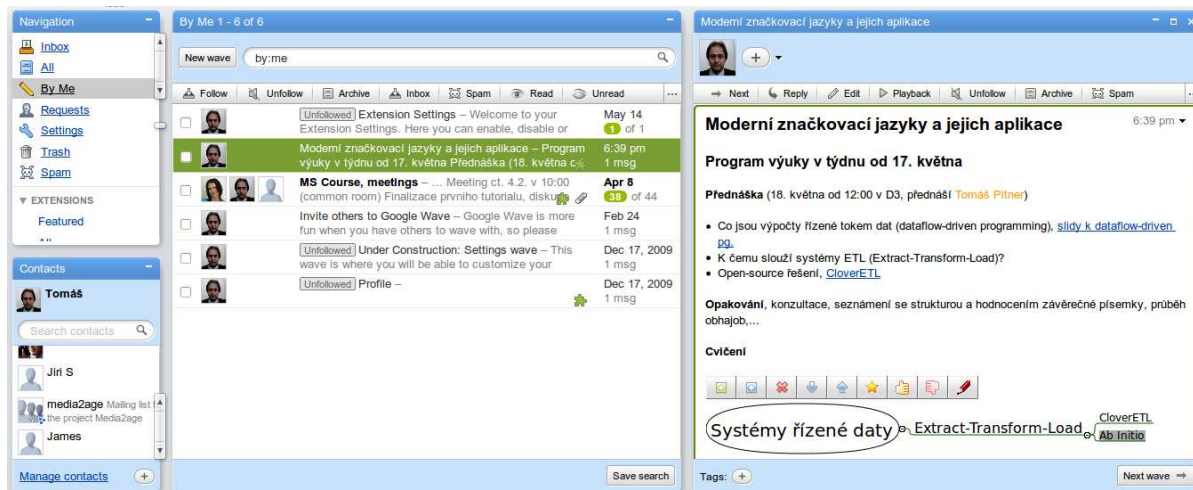 Navigation
Inbox
All
By Me
Requests
Settings
Trash
Spam
EXTENSIONS
Featured
Contacts
Tomáš
Search contacts
Jiri S
media2age Mailing list
the project Media2age
James
Manage contacts
By Me 1 - 6 of 6
New wave by:me
Follow Unfollow Archive Inbox Spam Read Unread ...
Unfollowed Extension Settings – Welcome to your May 14
Extension Settings. Here you can enable, disable or 1 of 1
Moderní značkovací jazyky a jejich aplikace – Program 6:39 pm
výuky v týdnu od 17. května Přednáška (18. května 1 msg
MS Course, meetings – ... Meeting ct. 4.2. v 10:00 Apr 8
(common room) Finalizace prvního tutorialu, 38 of 44
Invite others to Google Wave – Google Wave is more Feb 24
fun when you have others to wave with, so please 1 msg
Unfollowed Under Construction: Settings wave – This Dec 17, 2009
wave is where you will be able to customize your 1 msg
Unfollowed Profile – Dec 17, 2009
1 msg
Save search
Moderní značkovací jazyky a jejich aplikace
Next Reply Edit Playback Unfollow Archive Spam
Moderní značkovací jazyky a jejich aplikace 6:39 pm
Program výuky v týdnu od 17. května
Přednáška (18. května od 12:00 v D3, přednáší Tomáš Pitner)
• Co jsou výpočty řízené tokem dat (dataflow-driven programming), slidy k dataflow-driven
pg.
• K čemu slouží systémy ETL (Extract-Transform-Load)?
• Open-source řešení, CloverETL
Opakování, konzultace, seznámení se strukturou a hodnocením závěrečné písemky, průběh
obhajob,...
Cvičení
Systémy řízené daty Extract-Transform-Load CloverETL
Ab Initio
Tags: Next wave